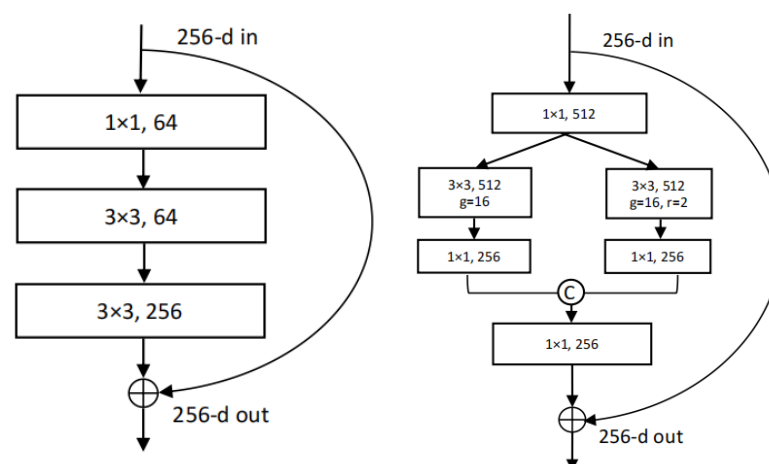 256-d in
1×1, 64
3×3, 64
3×3, 256
256-d out
256-d in
1×1, 512
3×3, 512
g=16
3×3, 512
g=16, r=2
1×1, 256
1×1, 256
C
1×1, 256
256-d out